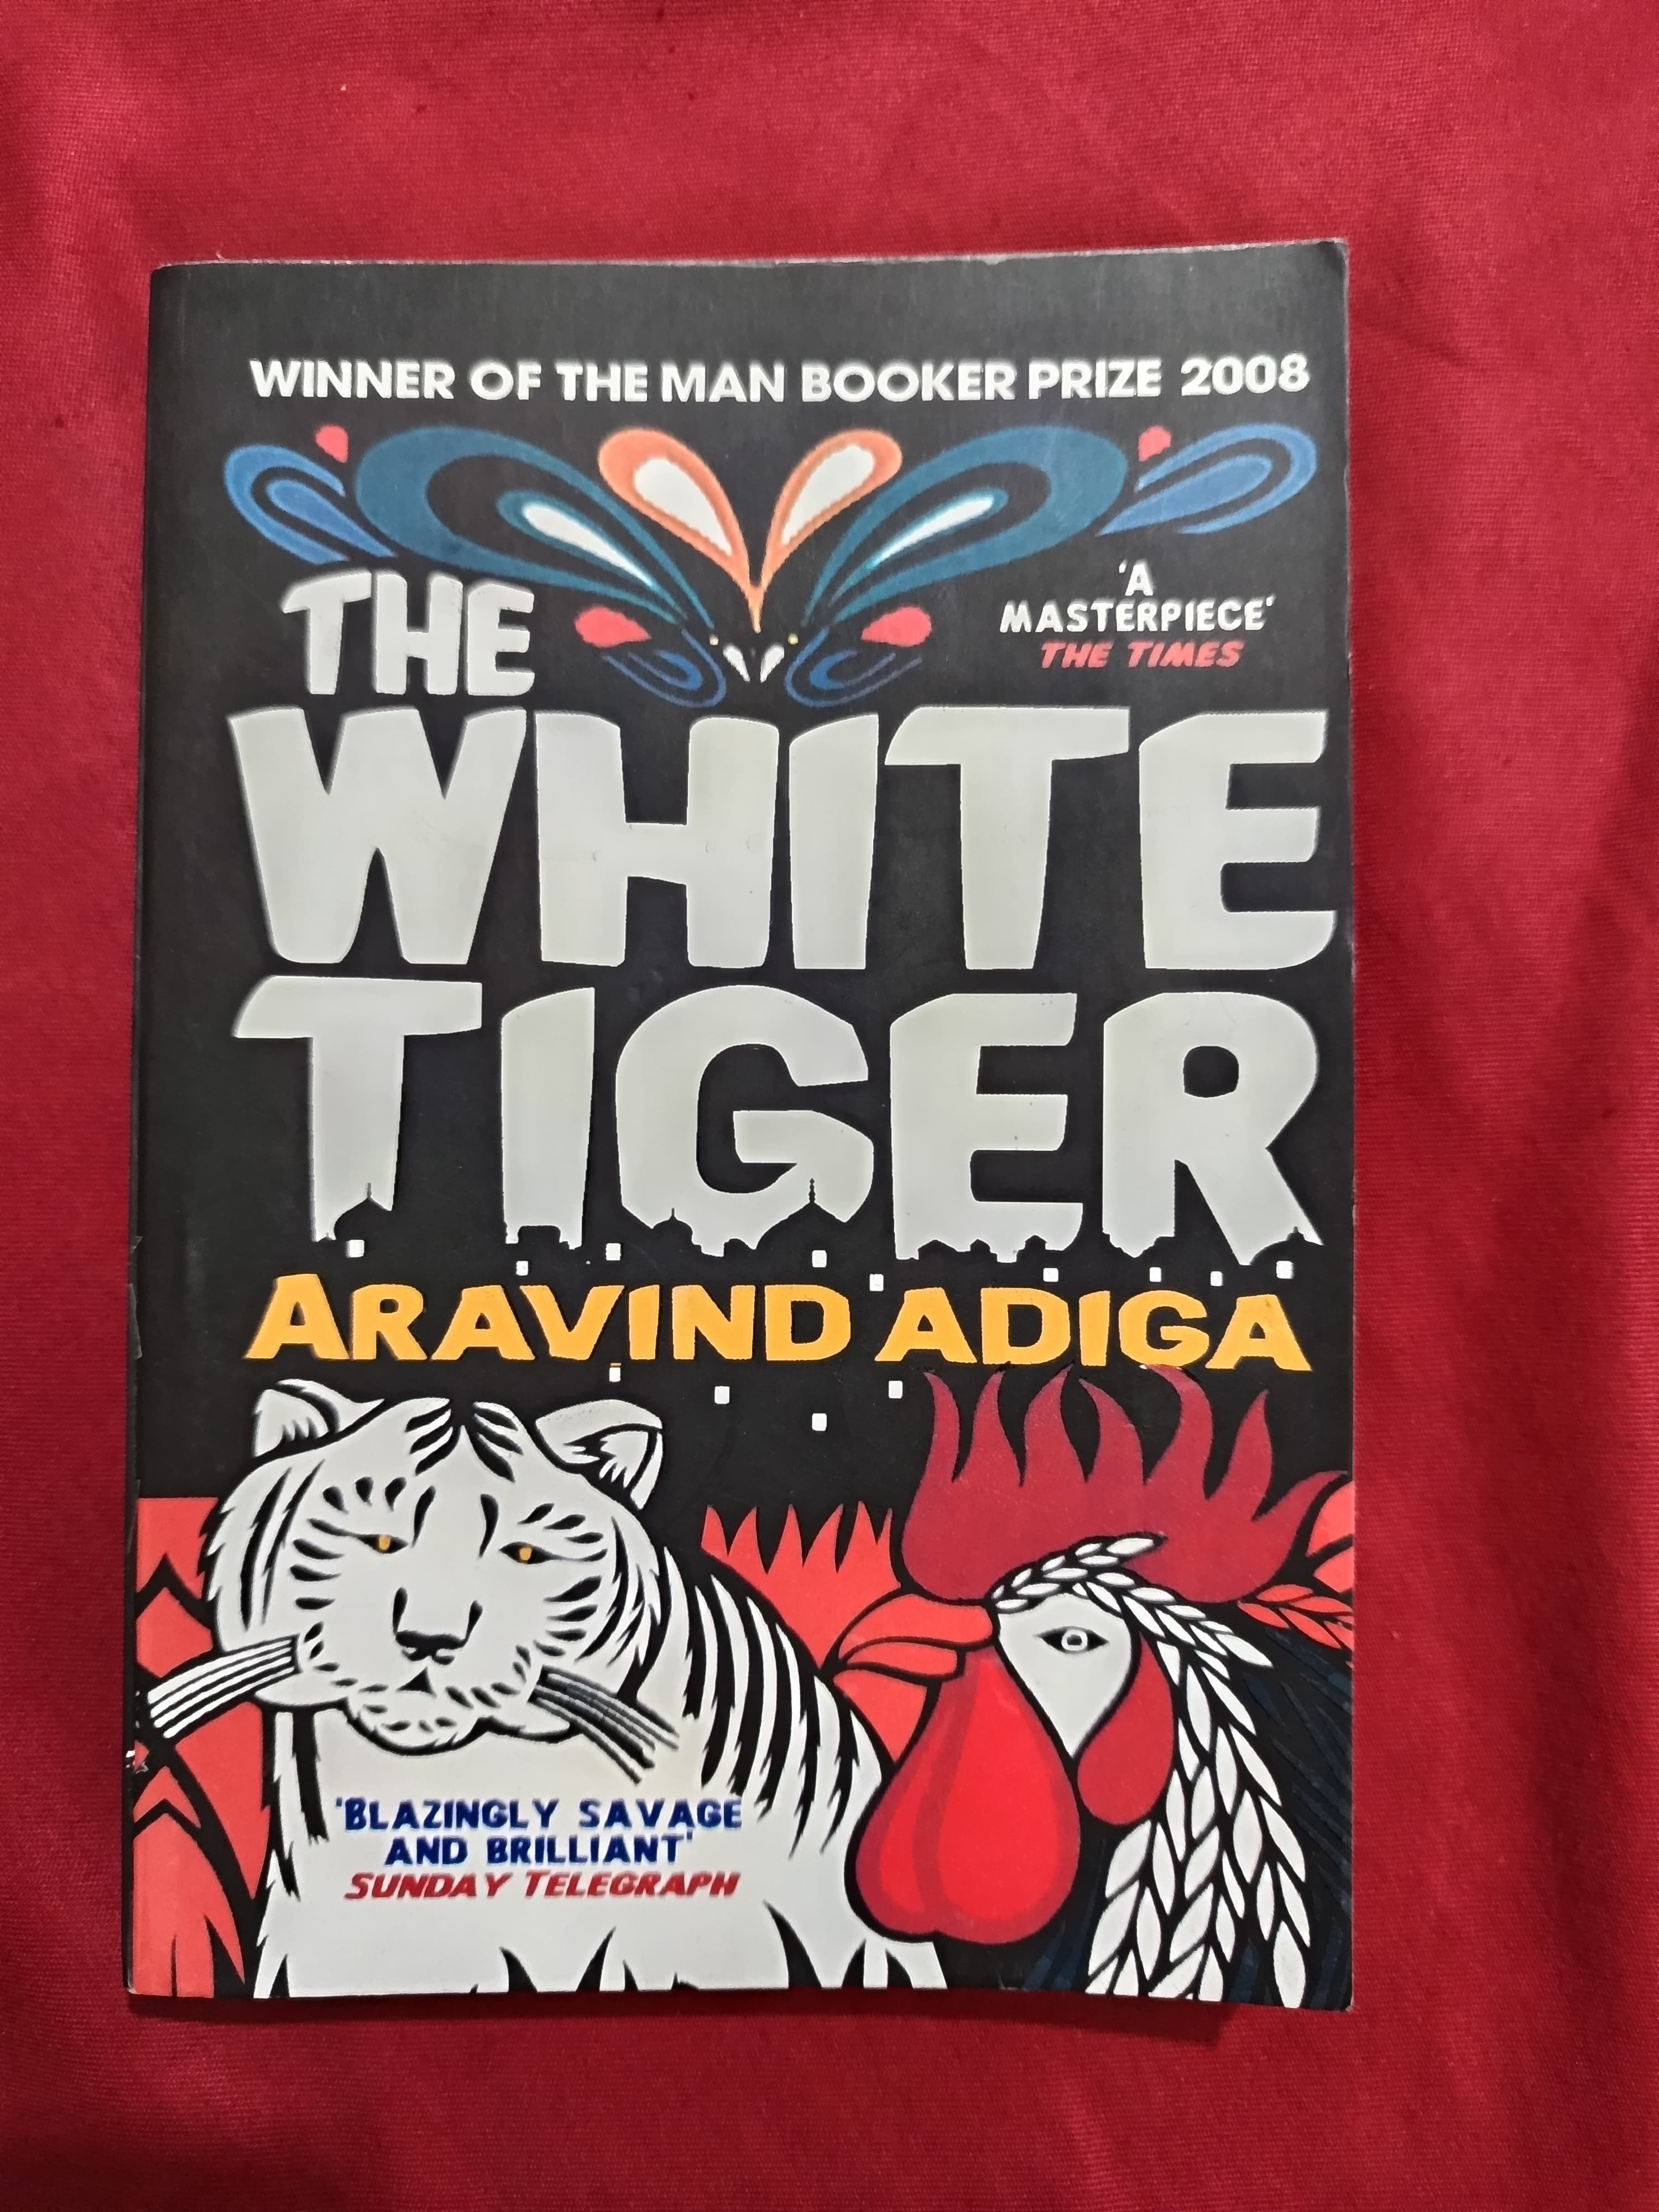 WINNER OF THE MAN BOOKER PRIZE 2008
THE
'A
MASTERPIECE'
THE TIMES
WHITE
TIGER
ARAVIND ADIGA
'BLAZINGLY SAVAGE
AND BRILLIANT'
SUNDAY TELEGRAPH